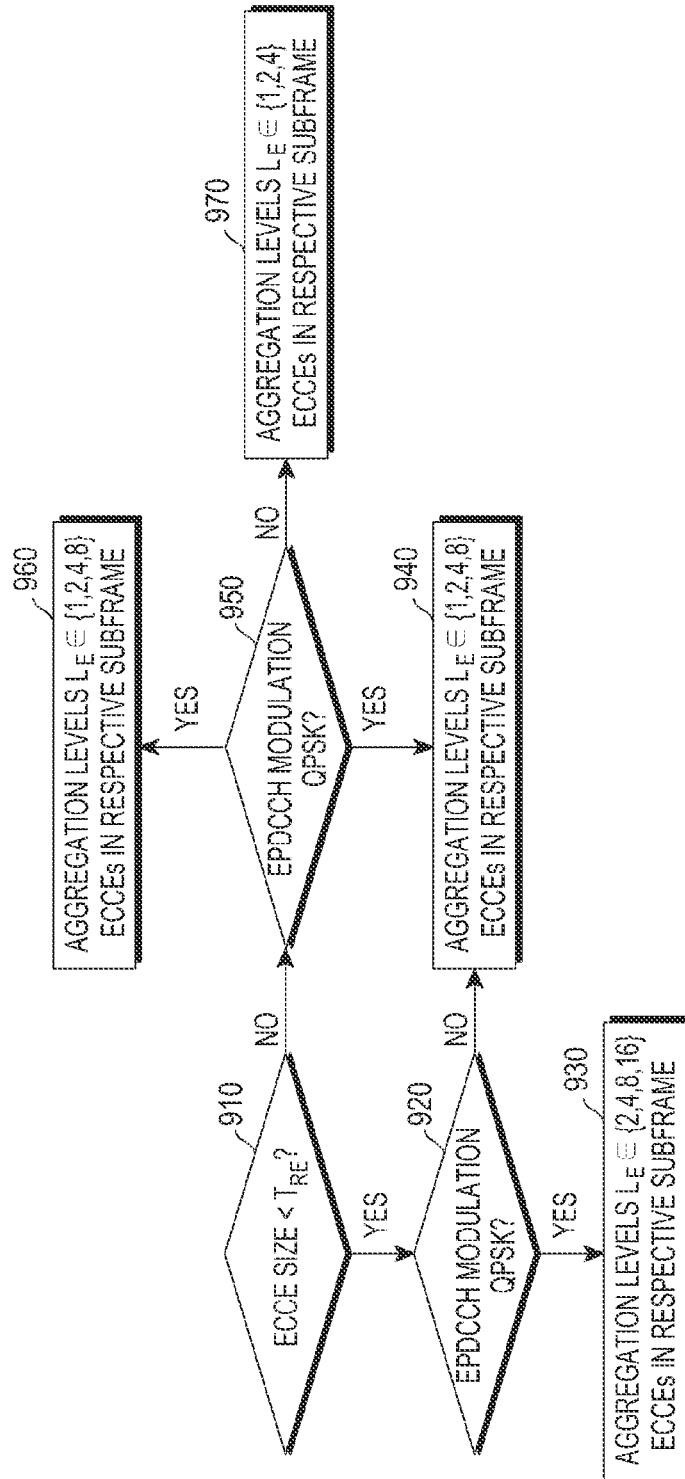 910
ECCE SIZE < T_RE?
NO
YES
920
EPDCCH MODULATION
QPSK?
NO
YES
930
AGGREGATION LEVELS L_E ∈ {2,4,8,16}
ECCEs IN RESPECTIVE SUBFRAME
940
AGGREGATION LEVELS L_E ∈ {1,2,4,8}
ECCEs IN RESPECTIVE SUBFRAME
950
EPDCCH MODULATION
QPSK?
YES
YES
NO
960
AGGREGATION LEVELS L_E ∈ {1,2,4,8}
ECCEs IN RESPECTIVE SUBFRAME
970
AGGREGATION LEVELS L_E ∈ {1,2,4}
ECCEs IN RESPECTIVE SUBFRAME